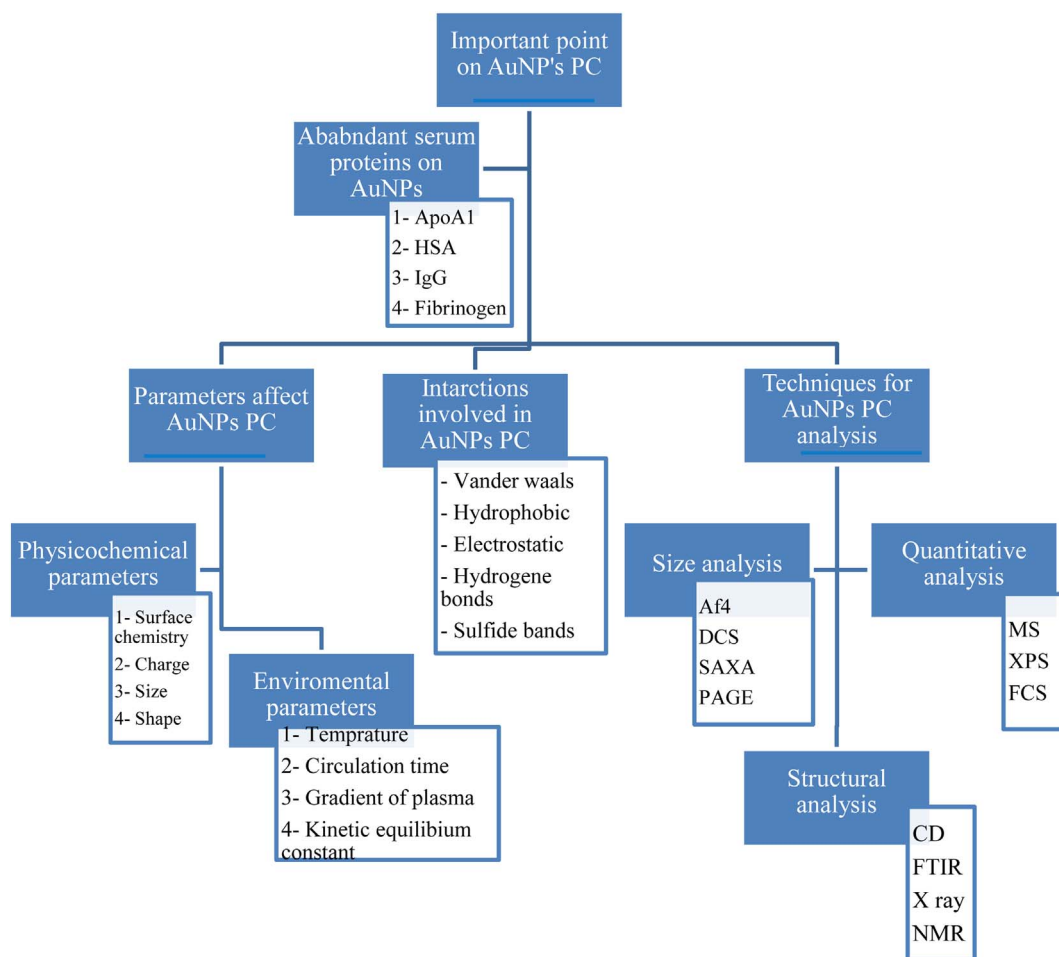 Important point
on AuNP's PC
Ababndant serum
proteins on
AuNPs
1- ApoA1
2- HSA
3- IgG
4- Fibrinogen
Parameters affect
AuNPs PC
Intarctions
involved in
AuNPs PC
- Vander waals
- Hydrophobic
- Electrostatic
- Hydrogene
bonds
- Sulfide bands
Techniques for
AuNPs PC
analysis
Physicochemical
parameters
1- Surface
chemistry
2- Charge
3- Size
4- Shape
Enviromental
parameters
1- Temprature
2- Circulation time
3- Gradient of plasma
4- Kinetic equilibium
constant
Size analysis
Af4
DCS
SAXA
PAGE
Quantitative
analysis
MS
XPS
FCS
Structural
analysis
CD
FTIR
X ray
NMR